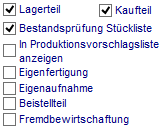 Lagerteil Kaufteil
Bestandsprüfung Stückliste
In Produktionsvorschlagsliste
anzeigen
Eigenfertigung
Eigenaufnahme
Beistellteil
Fremdbewirtschaftung